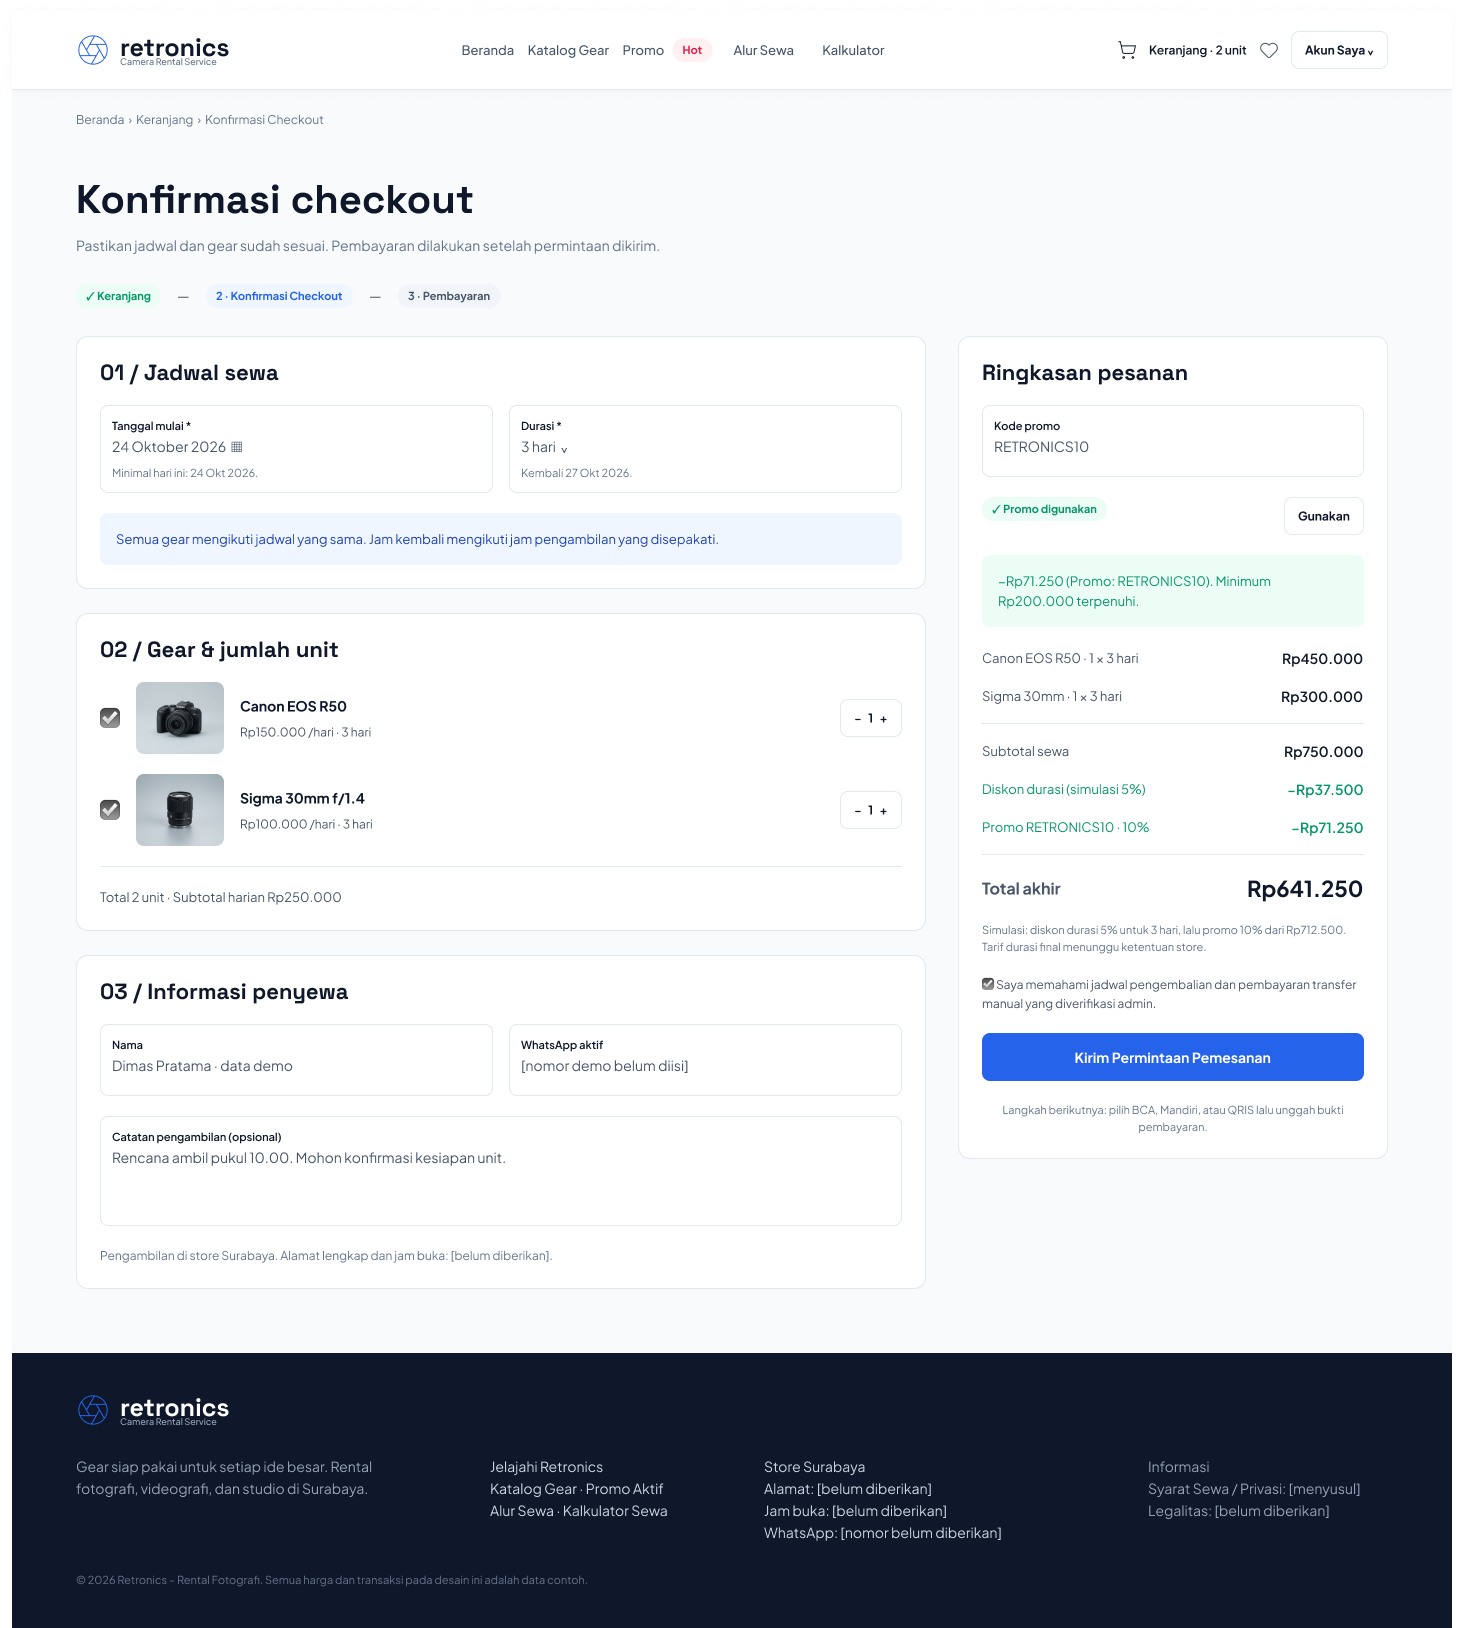 retronics
Camera Rental Service
Beranda
Katalog Gear
Promo
Hot
Alur Sewa
Kalkulator
Keranjang · 2 unit
Akun Saya
Beranda › Keranjang › Konfirmasi Checkout
Konfirmasi checkout
Pastikan jadwal dan gear sudah sesuai. Pembayaran dilakukan setelah permintaan dikirim.
✓ Keranjang — 2 · Konfirmasi Checkout — 3 · Pembayaran
01 / Jadwal sewa
Tanggal mulai *
24 Oktober 2026
Minimal hari ini: 24 Okt 2026.
Durasi *
3 hari
Kembali 27 Okt 2026.
Semua gear mengikuti jadwal yang sama. Jam kembali mengikuti jam pengambilan yang disepakati.
02 / Gear & jumlah unit
Canon EOS R50
Rp150.000 /hari · 3 hari
− 1 +
Sigma 30mm f/1.4
Rp100.000 /hari · 3 hari
− 1 +
Total 2 unit · Subtotal harian Rp250.000
03 / Informasi penyewa
Nama
Dimas Pratama · data demo
WhatsApp aktif
[nomor demo belum diisi]
Catatan pengambilan (opsional)
Rencana ambil pukul 10.00. Mohon konfirmasi kesiapan unit.
Pengambilan di store Surabaya. Alamat lengkap dan jam buka: [belum diberikan].
Ringkasan pesanan
Kode promo
RETRONICS10
✓ Promo digunakan
Gunakan
−Rp71.250 (Promo: RETRONICS10). Minimum
Rp200.000 terpenuhi.
Canon EOS R50 · 1 × 3 hari Rp450.000
Sigma 30mm · 1 × 3 hari Rp300.000
Subtotal sewa Rp750.000
Diskon durasi (simulasi 5%) −Rp37.500
Promo RETRONICS10 · 10% −Rp71.250
Total akhir Rp641.250
Simulasi: diskon durasi 5% untuk 3 hari, lalu promo 10% dari Rp712.500.
Tarif durasi final menunggu ketentuan store.
Saya memahami jadwal pengembalian dan pembayaran transfer
manual yang diverifikasi admin.
Kirim Permintaan Pemesanan
Langkah berikutnya: pilih BCA, Mandiri, atau QRIS lalu unggah bukti
pembayaran.
retronics
Camera Rental Service
Gear siap pakai untuk setiap ide besar. Rental
fotografi, videografi, dan studio di Surabaya.
Jelajahi Retronics
Katalog Gear · Promo Aktif
Alur Sewa · Kalkulator Sewa
Store Surabaya
Alamat: [belum diberikan]
Jam buka: [belum diberikan]
WhatsApp: [nomor belum diberikan]
Informasi
Syarat Sewa / Privasi: [menyusul]
Legalitas: [belum diberikan]
© 2026 Retronics – Rental Fotografi. Semua harga dan transaksi pada desain ini adalah data contoh.